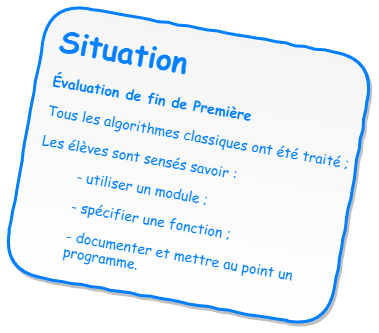 Situation
Évaluation de fin de Première
Tous les algorithmes classiques ont été traité ;
Les élèves sont sensés savoir :
- utiliser un module ;
- spécifier une fonction ;
- documenter et mettre au point un
programme.